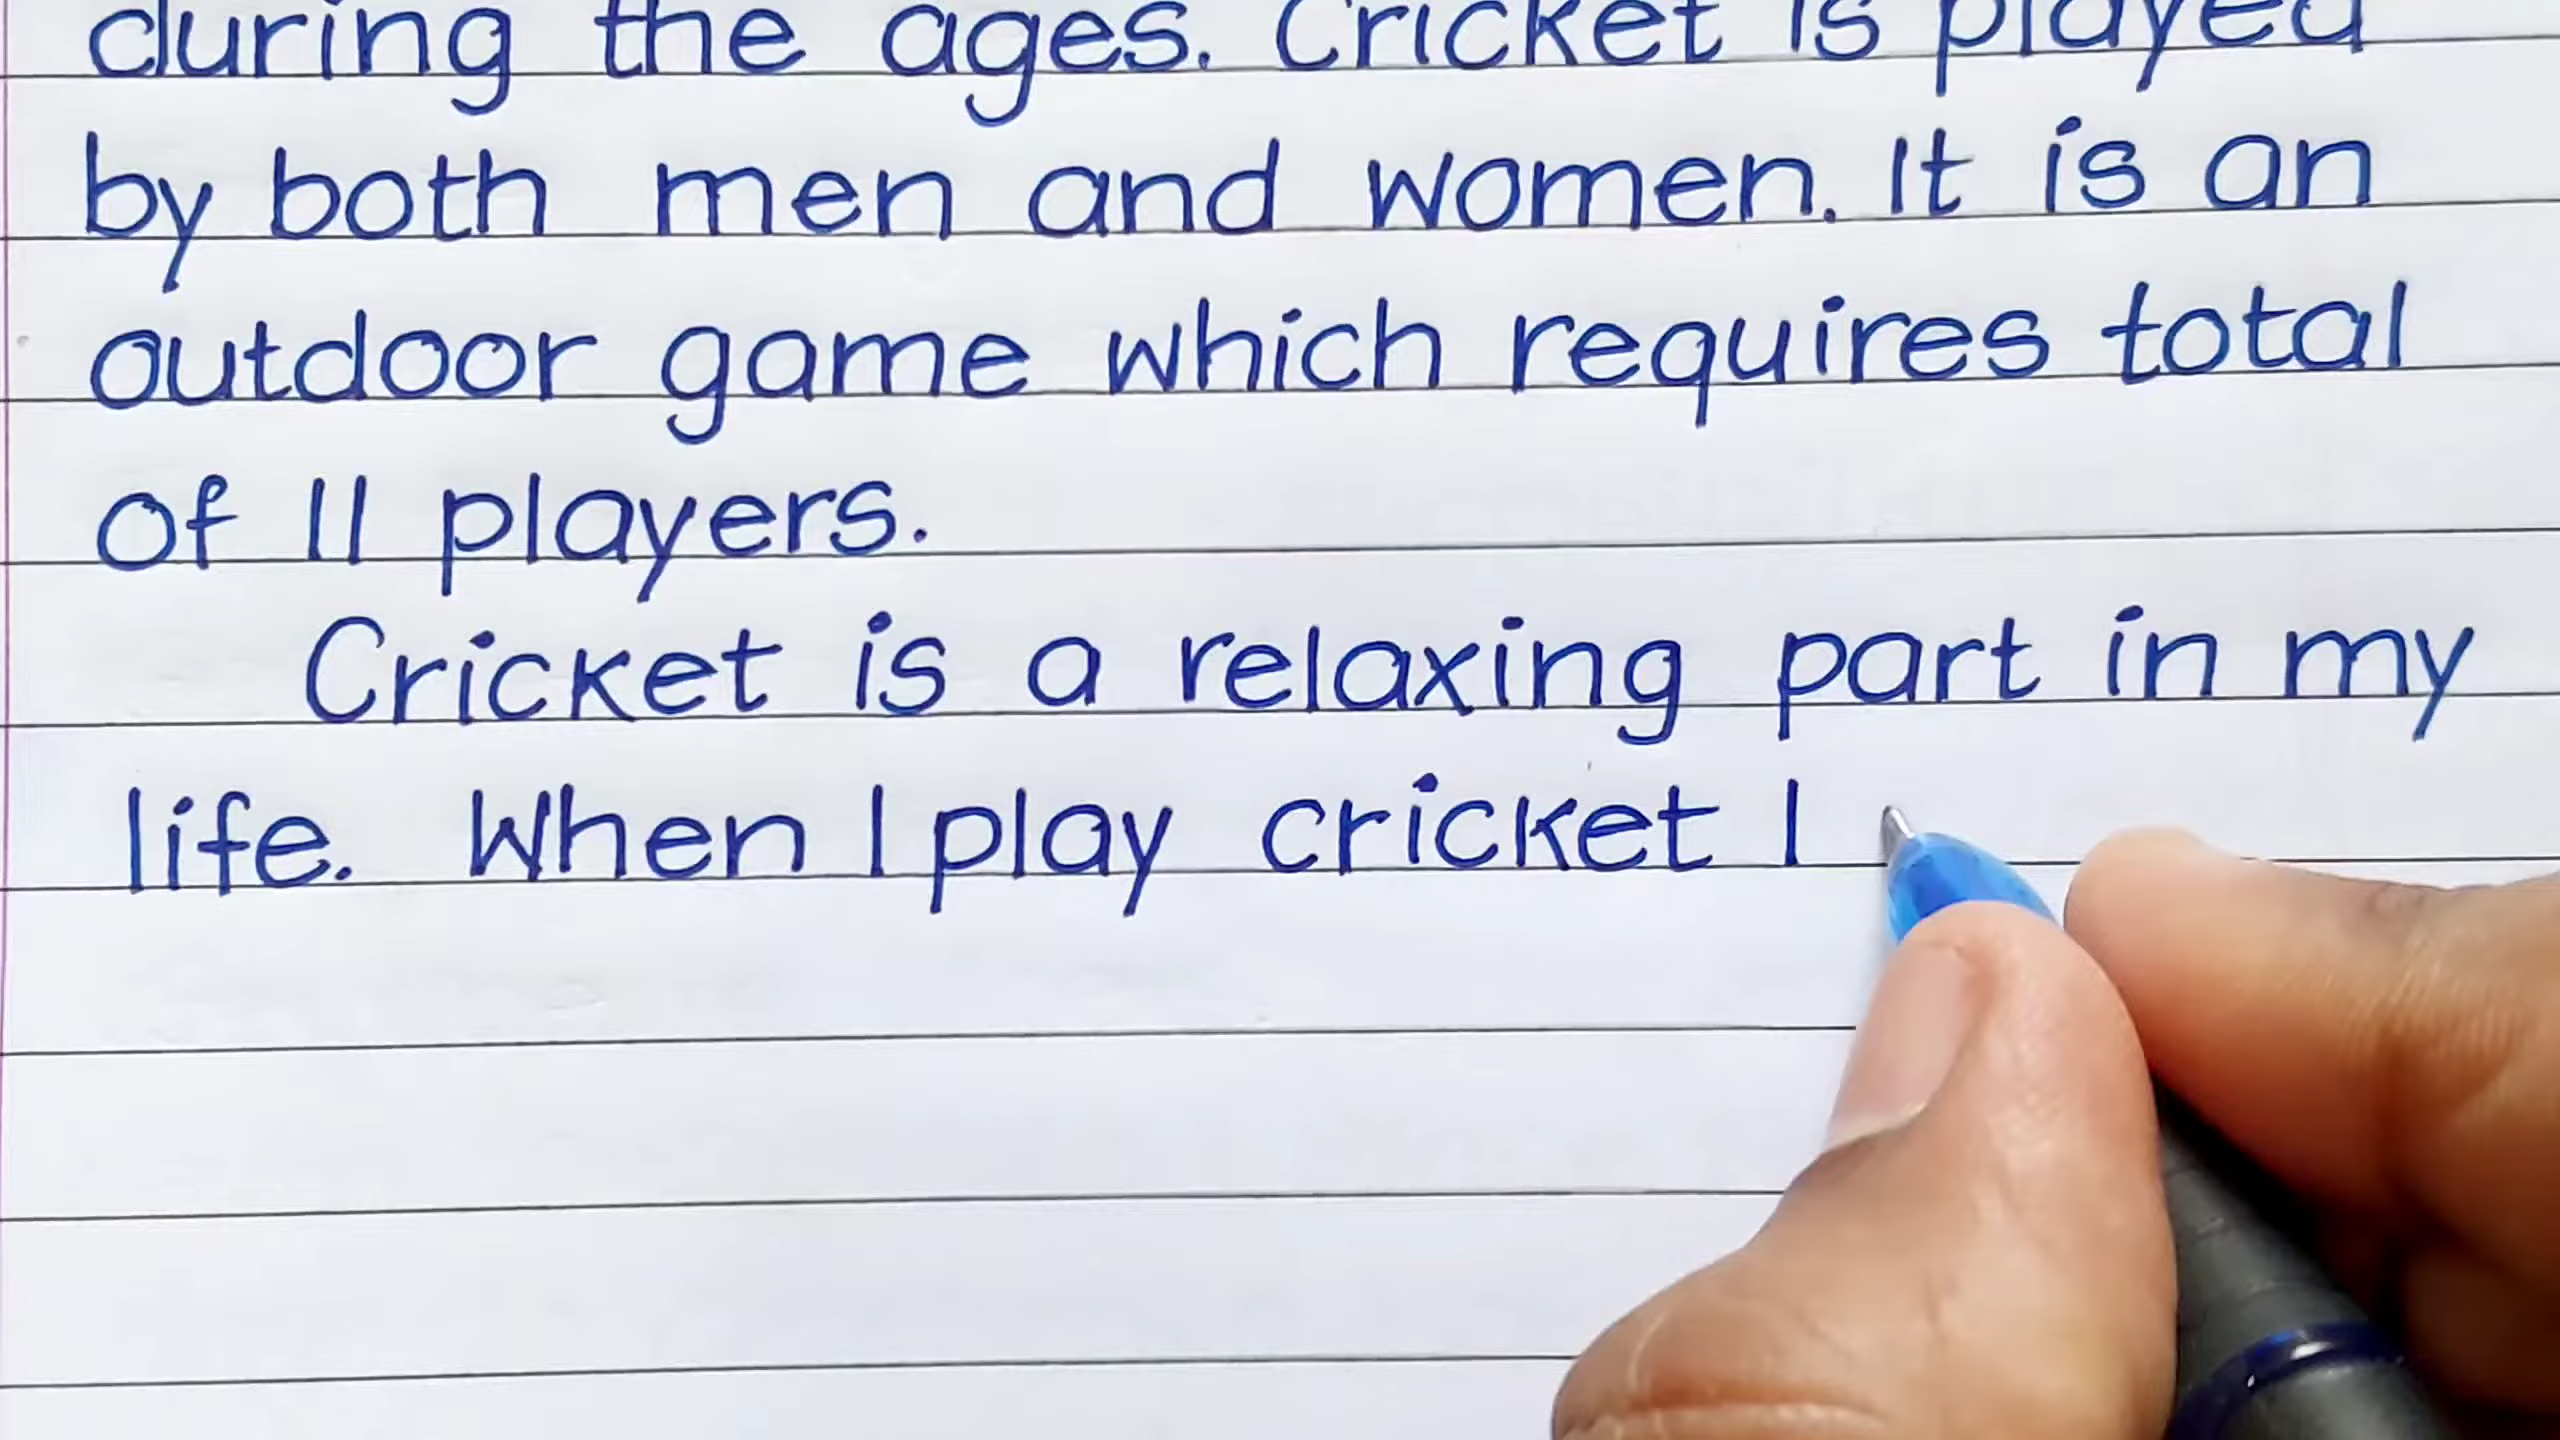 during the ages. Cricket is played
by both men and women. It is an
outdoor game which requires total
of 11 players.
Cricket is a relaxing part in my
life. When I play cricket I